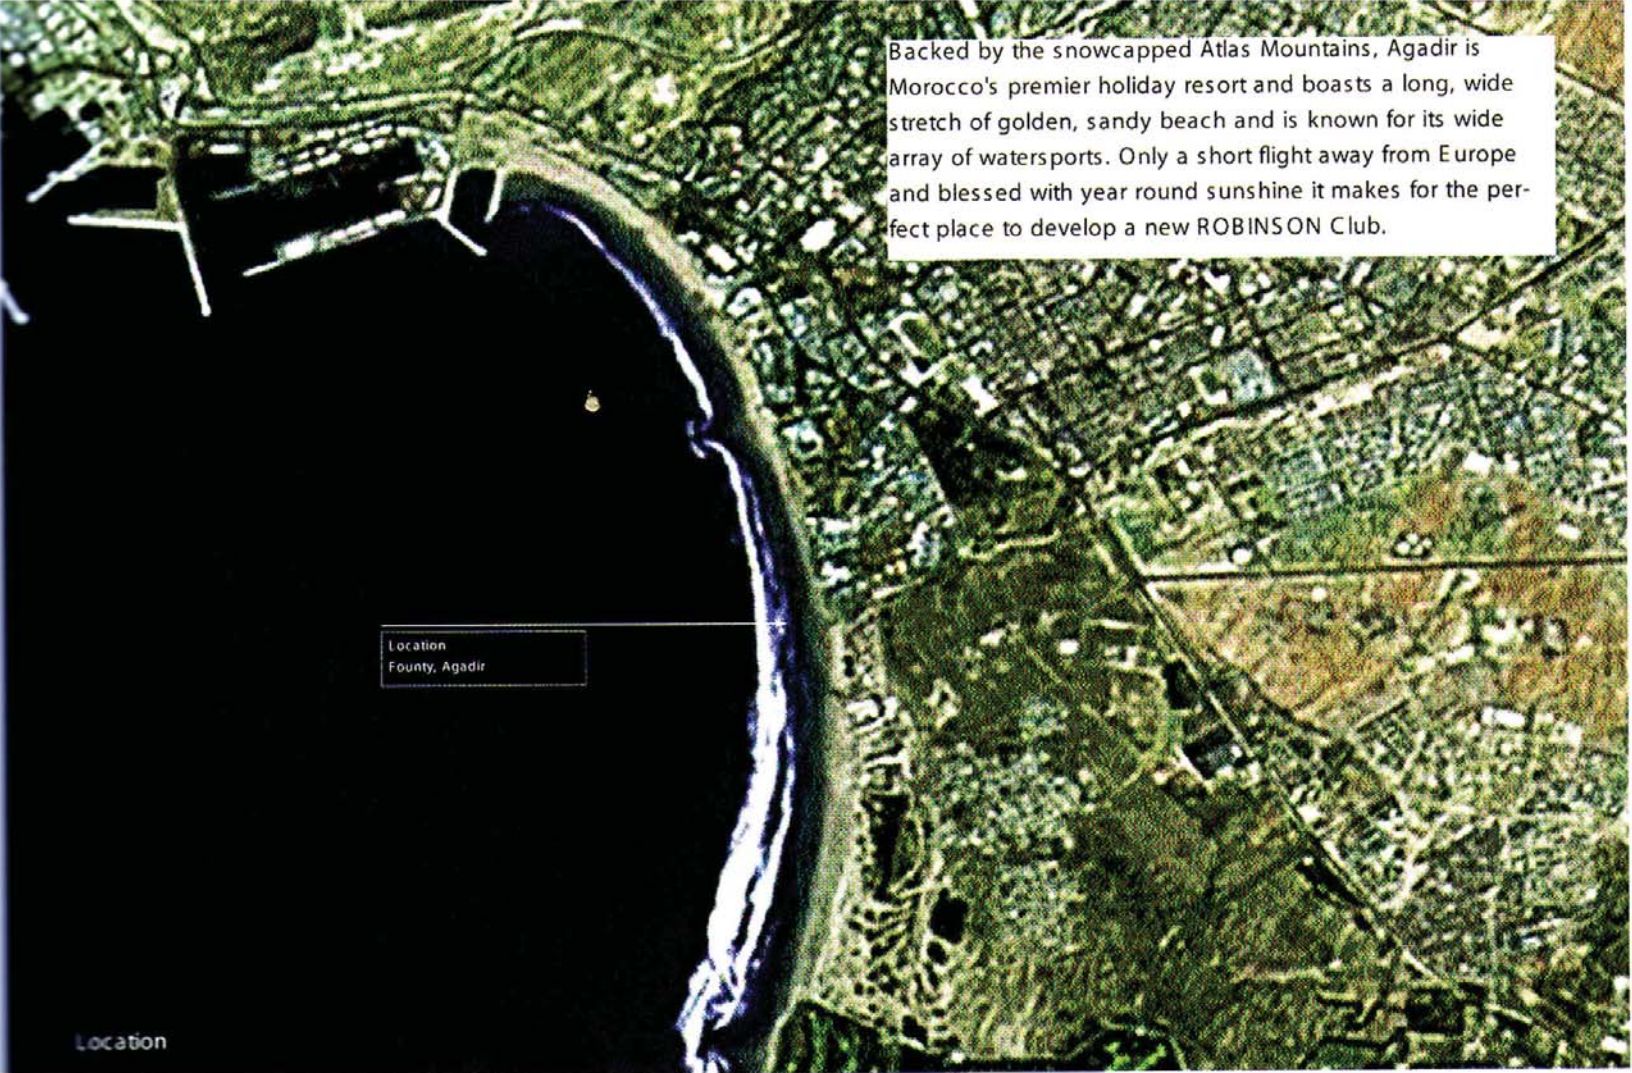 Backed by the snowcapped Atlas Mountains, Agadir is
Morocco's premier holiday resort and boasts a long, wide
stretch of golden, sandy beach and is known for its wide
array of watersports. Only a short flight away from Europe
and blessed with year round sunshine it makes for the per-
fect place to develop a new ROBINSON Club.
Location
Founty, Agadir
Location